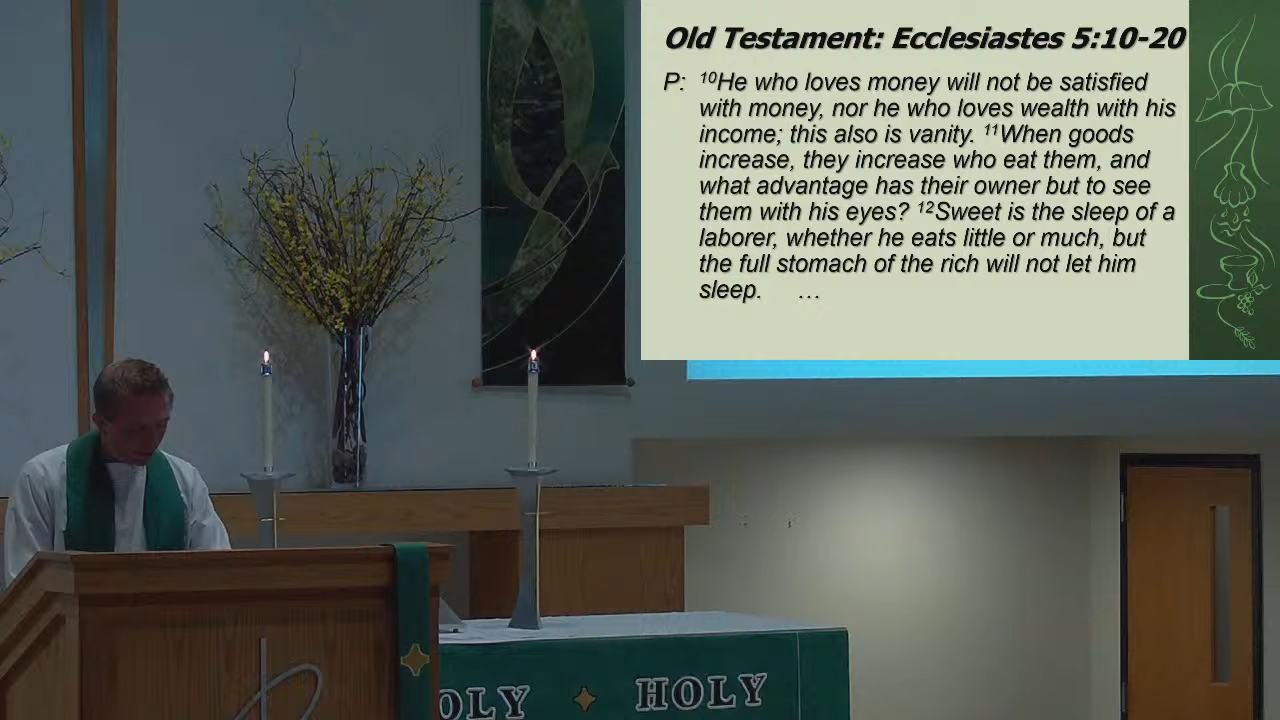 Old Testament: Ecclesiastes 5:10-20
P: ¹⁰He who loves money will not be satisfied
with money, nor he who loves wealth with his
income; this also is vanity. ¹¹When goods
increase, they increase who eat them, and
what advantage has their owner but to see
them with his eyes? ¹²Sweet is the sleep of a
laborer, whether he eats little or much, but
the full stomach of the rich will not let him
sleep. …
OLY HOLY